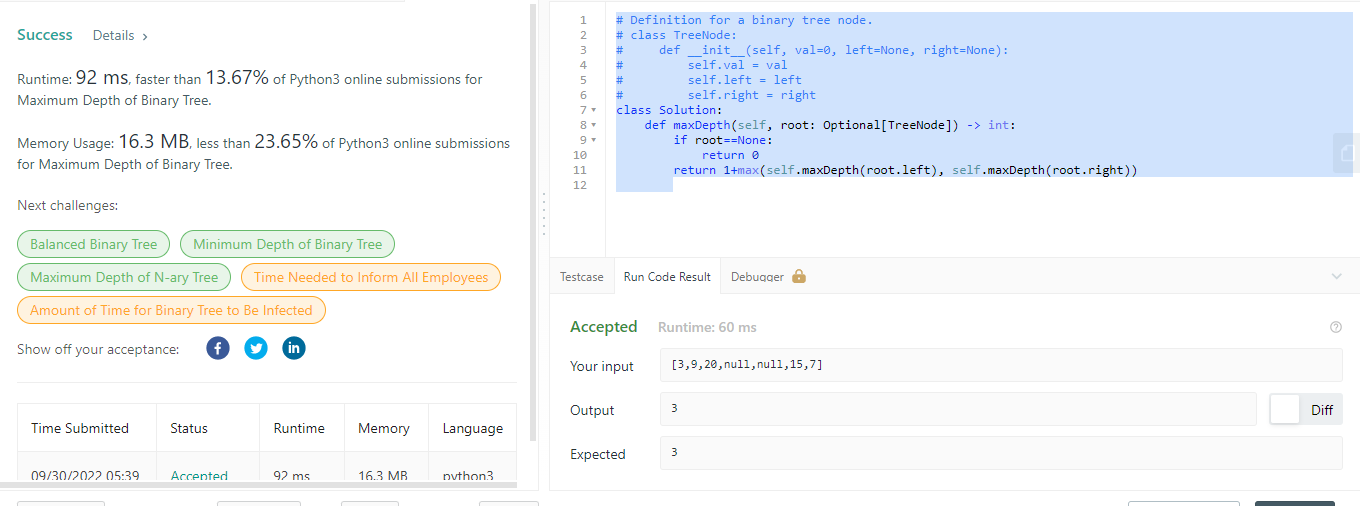 Success Details >
Runtime: 92 ms, faster than 13.67% of Python3 online submissions for
Maximum Depth of Binary Tree.
Memory Usage: 16.3 MB, less than 23.65% of Python3 online submissions
for Maximum Depth of Binary Tree.
Next challenges:
Balanced Binary Tree Minimum Depth of Binary Tree
Maximum Depth of N-ary Tree Time Needed to Inform All Employees
Amount of Time for Binary Tree to Be Infected
Show off your acceptance: f in
Time Submitted Status Runtime Memory Language
09/30/2022 05:39 Accepted 92 ms 16.3 MB python3
1 # Definition for a binary tree node.
2 # class TreeNode:
3 #     def __init__(self, val=0, left=None, right=None):
4 #         self.val = val
5 #         self.left = left
6 #         self.right = right
7 class Solution:
8     def maxDepth(self, root: Optional[TreeNode]) -> int:
9         if root==None:
10             return 0
11         return 1+max(self.maxDepth(root.left), self.maxDepth(root.right))
12
Testcase Run Code Result Debugger
Accepted Runtime: 60 ms
Your input [3,9,20,null,null,15,7]
Output 3 Diff
Expected 3